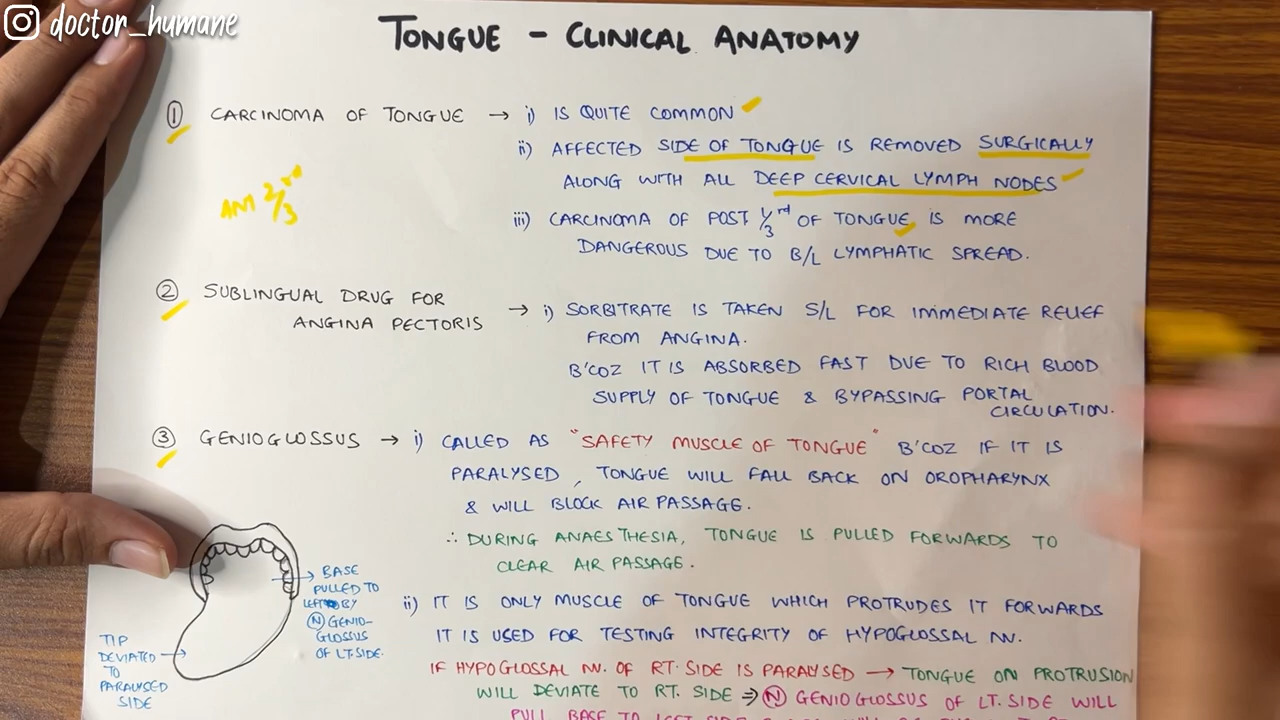 doctor_humane
TONGUE - CLINICAL ANATOMY
① CARCINOMA OF TONGUE → i) IS QUITE COMMON
ii) AFFECTED SIDE OF TONGUE IS REMOVED SURGICALLY
ALONG WITH ALL DEEP CERVICAL LYMPH NODES
ANT 2/3rd
iii) CARCINOMA OF POST 1/3rd OF TONGUE IS MORE
DANGEROUS DUE TO B/L LYMPHATIC SPREAD.
② SUBLINGUAL DRUG FOR
ANGINA PECTORIS → i) SORBITRATE IS TAKEN S/L FOR IMMEDIATE RELIEF
FROM ANGINA.
B'COZ IT IS ABSORBED FAST DUE TO RICH BLOOD
SUPPLY OF TONGUE & BYPASSING PORTAL
CIRCULATION.
③ GENIOGLOSSUS → i) CALLED AS "SAFETY MUSCLE OF TONGUE" B'COZ IF IT IS
PARALYSED, TONGUE WILL FALL BACK ON OROPHARYNX
& WILL BLOCK AIR PASSAGE.
∴ DURING ANAESTHESIA, TONGUE IS PULLED FORWARDS TO
CLEAR AIR PASSAGE.
→ BASE
PULLED TO
LEFT BY
Ⓝ GENIO-
GLOSSUS
OF LT. SIDE.
TIP
DEVIATED →
TO
PARALYSED
SIDE
ii) IT IS ONLY MUSCLE OF TONGUE WHICH PROTRUDES IT FORWARDS
IT IS USED FOR TESTING INTEGRITY OF HYPOGLOSSAL NV.
IF HYPOGLOSSAL NV. OF RT. SIDE IS PARALYSED → TONGUE ON PROTRUSION
WILL DEVIATE TO RT. SIDE ⇒ Ⓝ GENIOGLOSSUS OF LT. SIDE WILL
PULL BASE TO LEFT SIDE